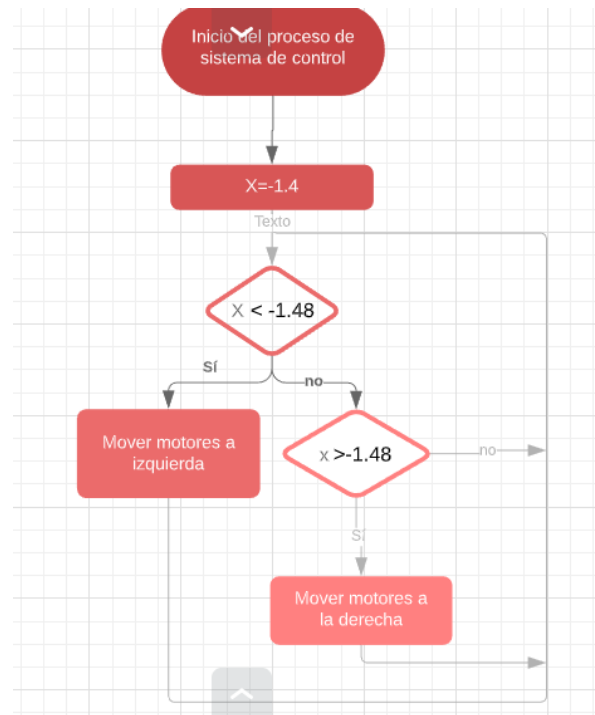 Inicio del proceso de
sistema de control
X=-1.4
Texto
X < -1.48
Sí
no
Mover motores a
izquierda
x >-1.48
no
Sí
Mover motores a
la derecha